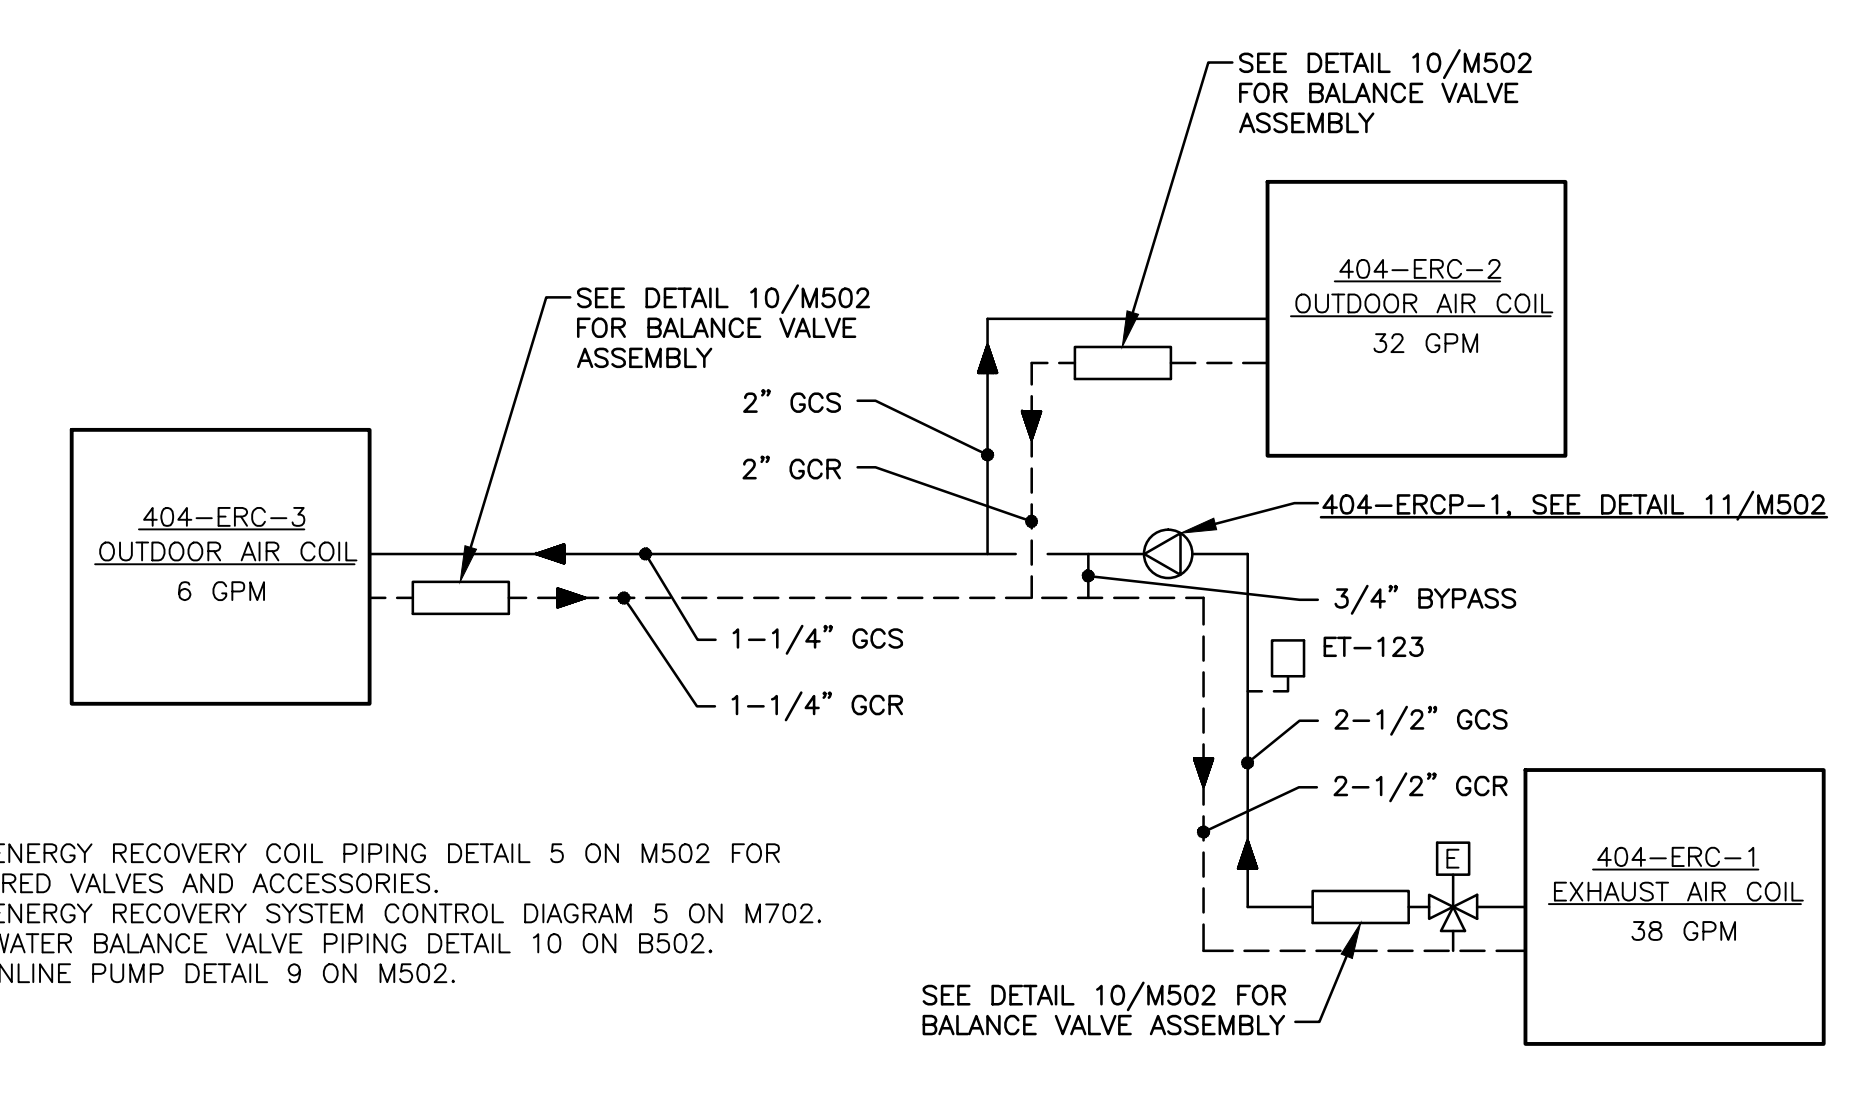 SEE DETAIL 10/M502
FOR BALANCE VALVE
ASSEMBLY
404-ERC-2
OUTDOOR AIR COIL
32 GPM
SEE DETAIL 10/M502
FOR BALANCE VALVE
ASSEMBLY
2" GCS
2" GCR
404-ERCP-1, SEE DETAIL 11/M502
404-ERC-3
OUTDOOR AIR COIL
6 GPM
3/4" BYPASS
1-1/4" GCS
ET-123
1-1/4" GCR
2-1/2" GCS
2-1/2" GCR
ENERGY RECOVERY COIL PIPING DETAIL 5 ON M502 FOR
RED VALVES AND ACCESSORIES.
ENERGY RECOVERY SYSTEM CONTROL DIAGRAM 5 ON M702.
WATER BALANCE VALVE PIPING DETAIL 10 ON B502.
NLINE PUMP DETAIL 9 ON M502.
E
404-ERC-1
EXHAUST AIR COIL
38 GPM
SEE DETAIL 10/M502 FOR
BALANCE VALVE ASSEMBLY